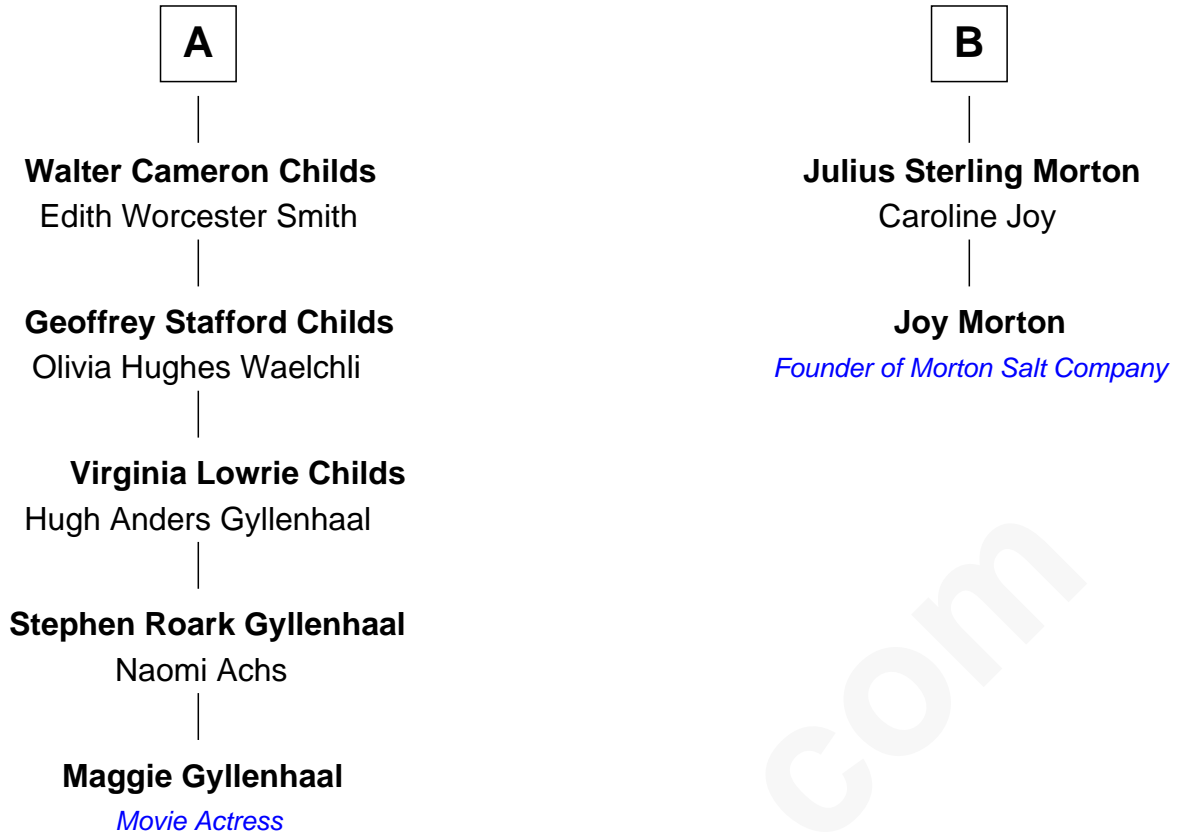 A
Walter Cameron Childs
Edith Worcester Smith
Geoffrey Stafford Childs
Olivia Hughes Waelchli
Virginia Lowrie Childs
Hugh Anders Gyllenhaal
Stephen Roark Gyllenhaal
Naomi Achs
Maggie Gyllenhaal
Movie Actress
B
Julius Sterling Morton
Caroline Joy
Joy Morton
Founder of Morton Salt Company
com